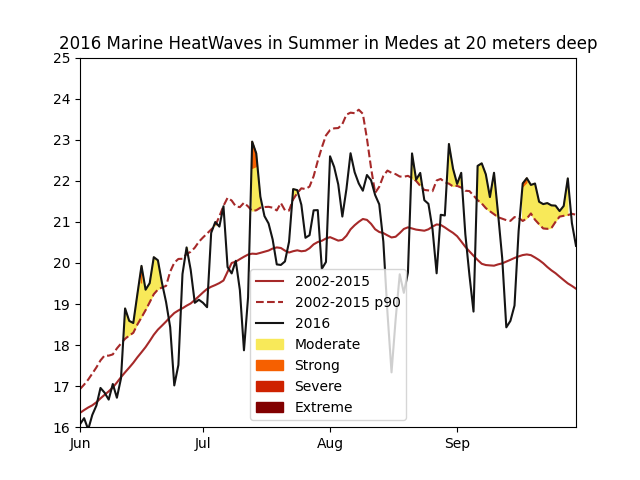 2016 Marine HeatWaves in Summer in Medes at 20 meters deep
25
24
23
22
21
20
19
18
17
16
Jun
Jul
Aug
Sep
2002-2015
2002-2015 p90
2016
Moderate
Strong
Severe
Extreme